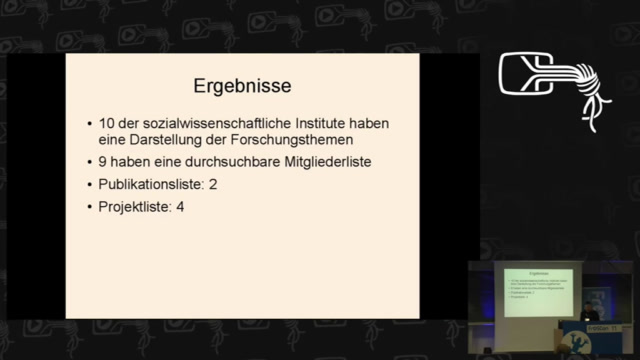 Ergebnisse
• 10 der sozialwissenschaftliche Institute haben
eine Darstellung der Forschungsthemen
• 9 haben eine durchsuchbare Mitgliederliste
• Publikationsliste: 2
• Projektliste: 4
Ergebnisse